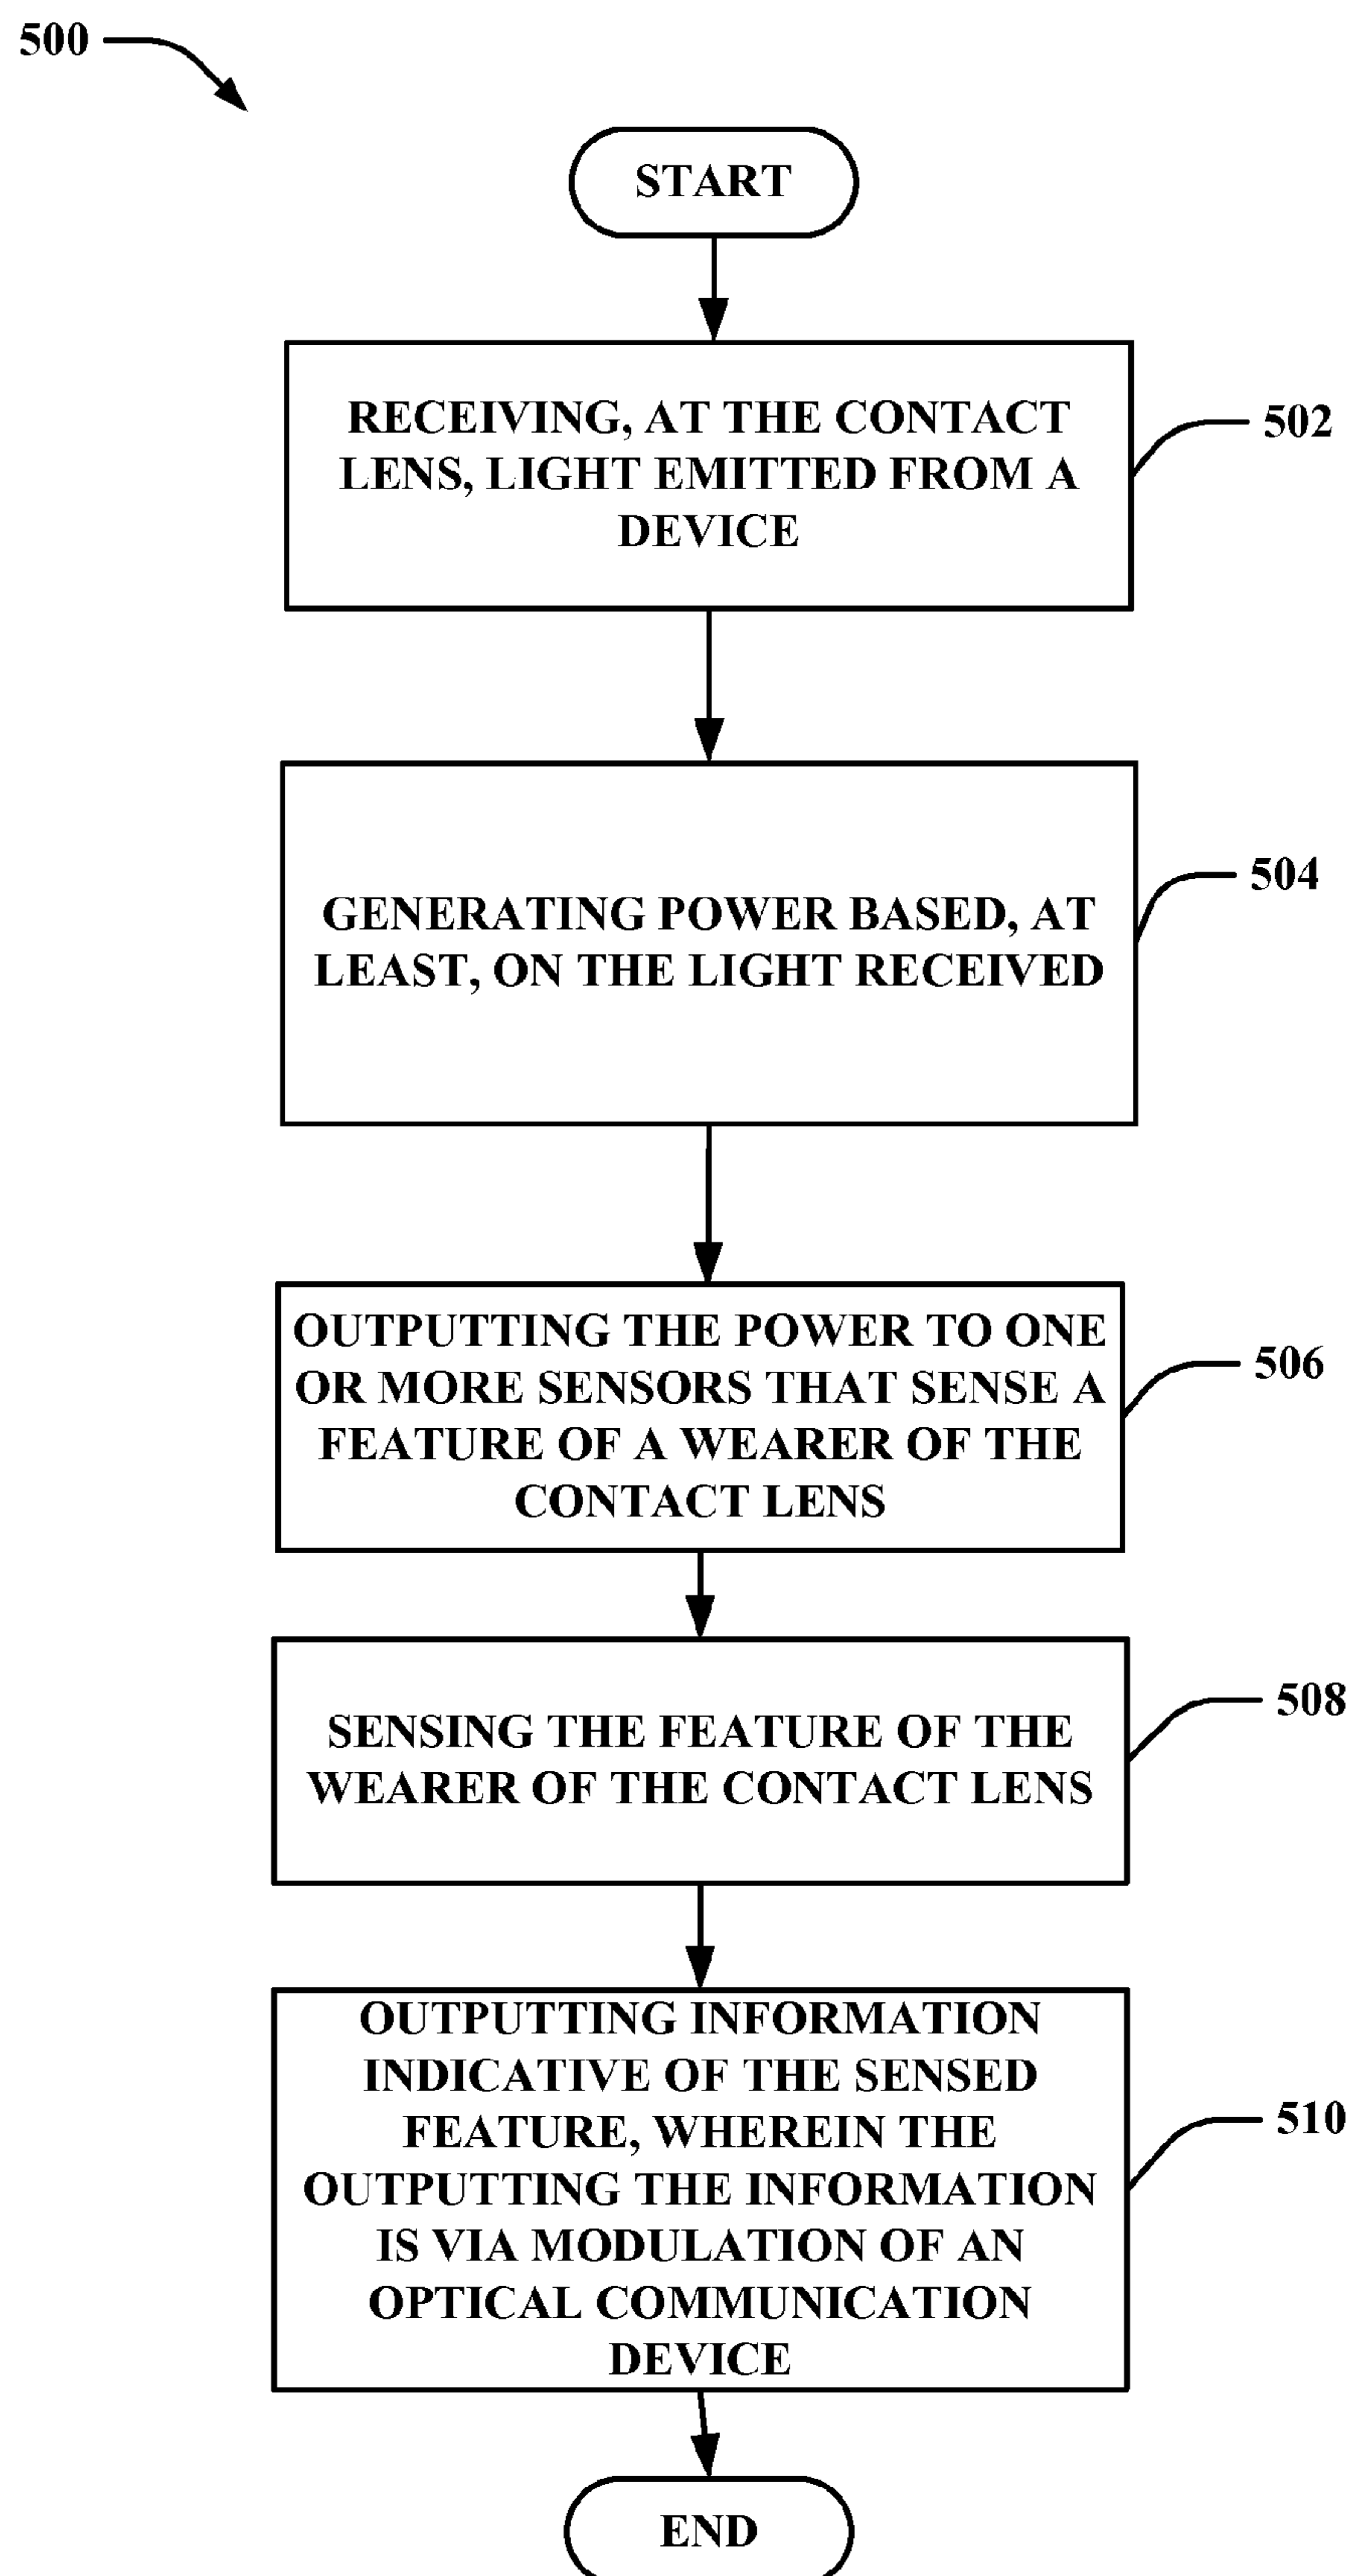 500
START
RECEIVING, AT THE CONTACT
LENS, LIGHT EMITTED FROM A
DEVICE
502
GENERATING POWER BASED, AT
LEAST, ON THE LIGHT RECEIVED
504
OUTPUTTING THE POWER TO ONE
OR MORE SENSORS THAT SENSE A
FEATURE OF A WEARER OF THE
CONTACT LENS
506
SENSING THE FEATURE OF THE
WEARER OF THE CONTACT LENS
508
OUTPUTTING INFORMATION
INDICATIVE OF THE SENSED
FEATURE, WHEREIN THE
OUTPUTTING THE INFORMATION
IS VIA MODULATION OF AN
OPTICAL COMMUNICATION
DEVICE
510
END